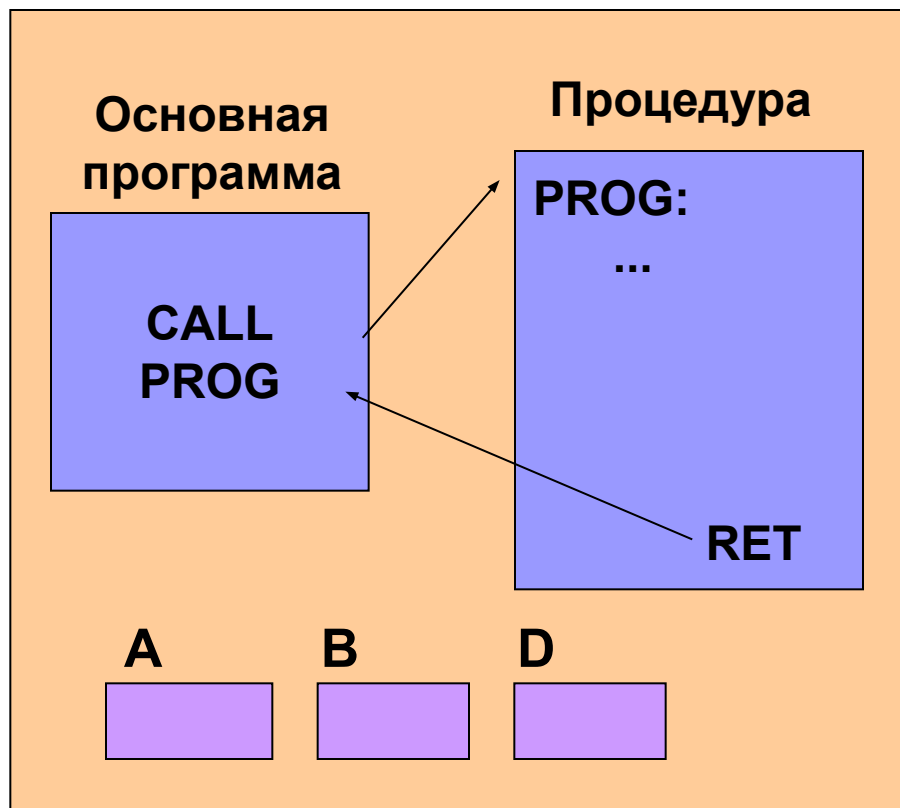 Основная
программа
CALL
PROG
Процедура
PROG:
...
RET
A B D